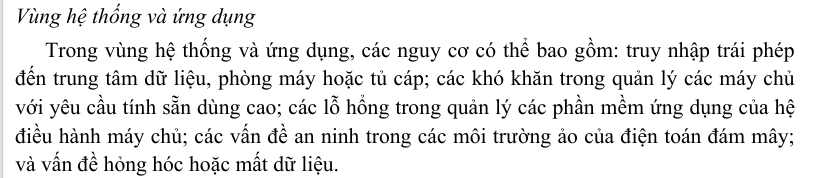 Vùng hệ thống và ứng dụng
Trong vùng hệ thống và ứng dụng, các nguy cơ có thể bao gồm: truy nhập trái phép
đến trung tâm dữ liệu, phòng máy hoặc tủ cáp; các khó khăn trong quản lý các máy chủ
với yêu cầu tính sẵn dùng cao; các lỗ hổng trong quản lý các phần mềm ứng dụng của hệ
điều hành máy chủ; các vấn đề an ninh trong các môi trường ảo của điện toán đám mây;
và vấn đề hỏng hóc hoặc mất dữ liệu.